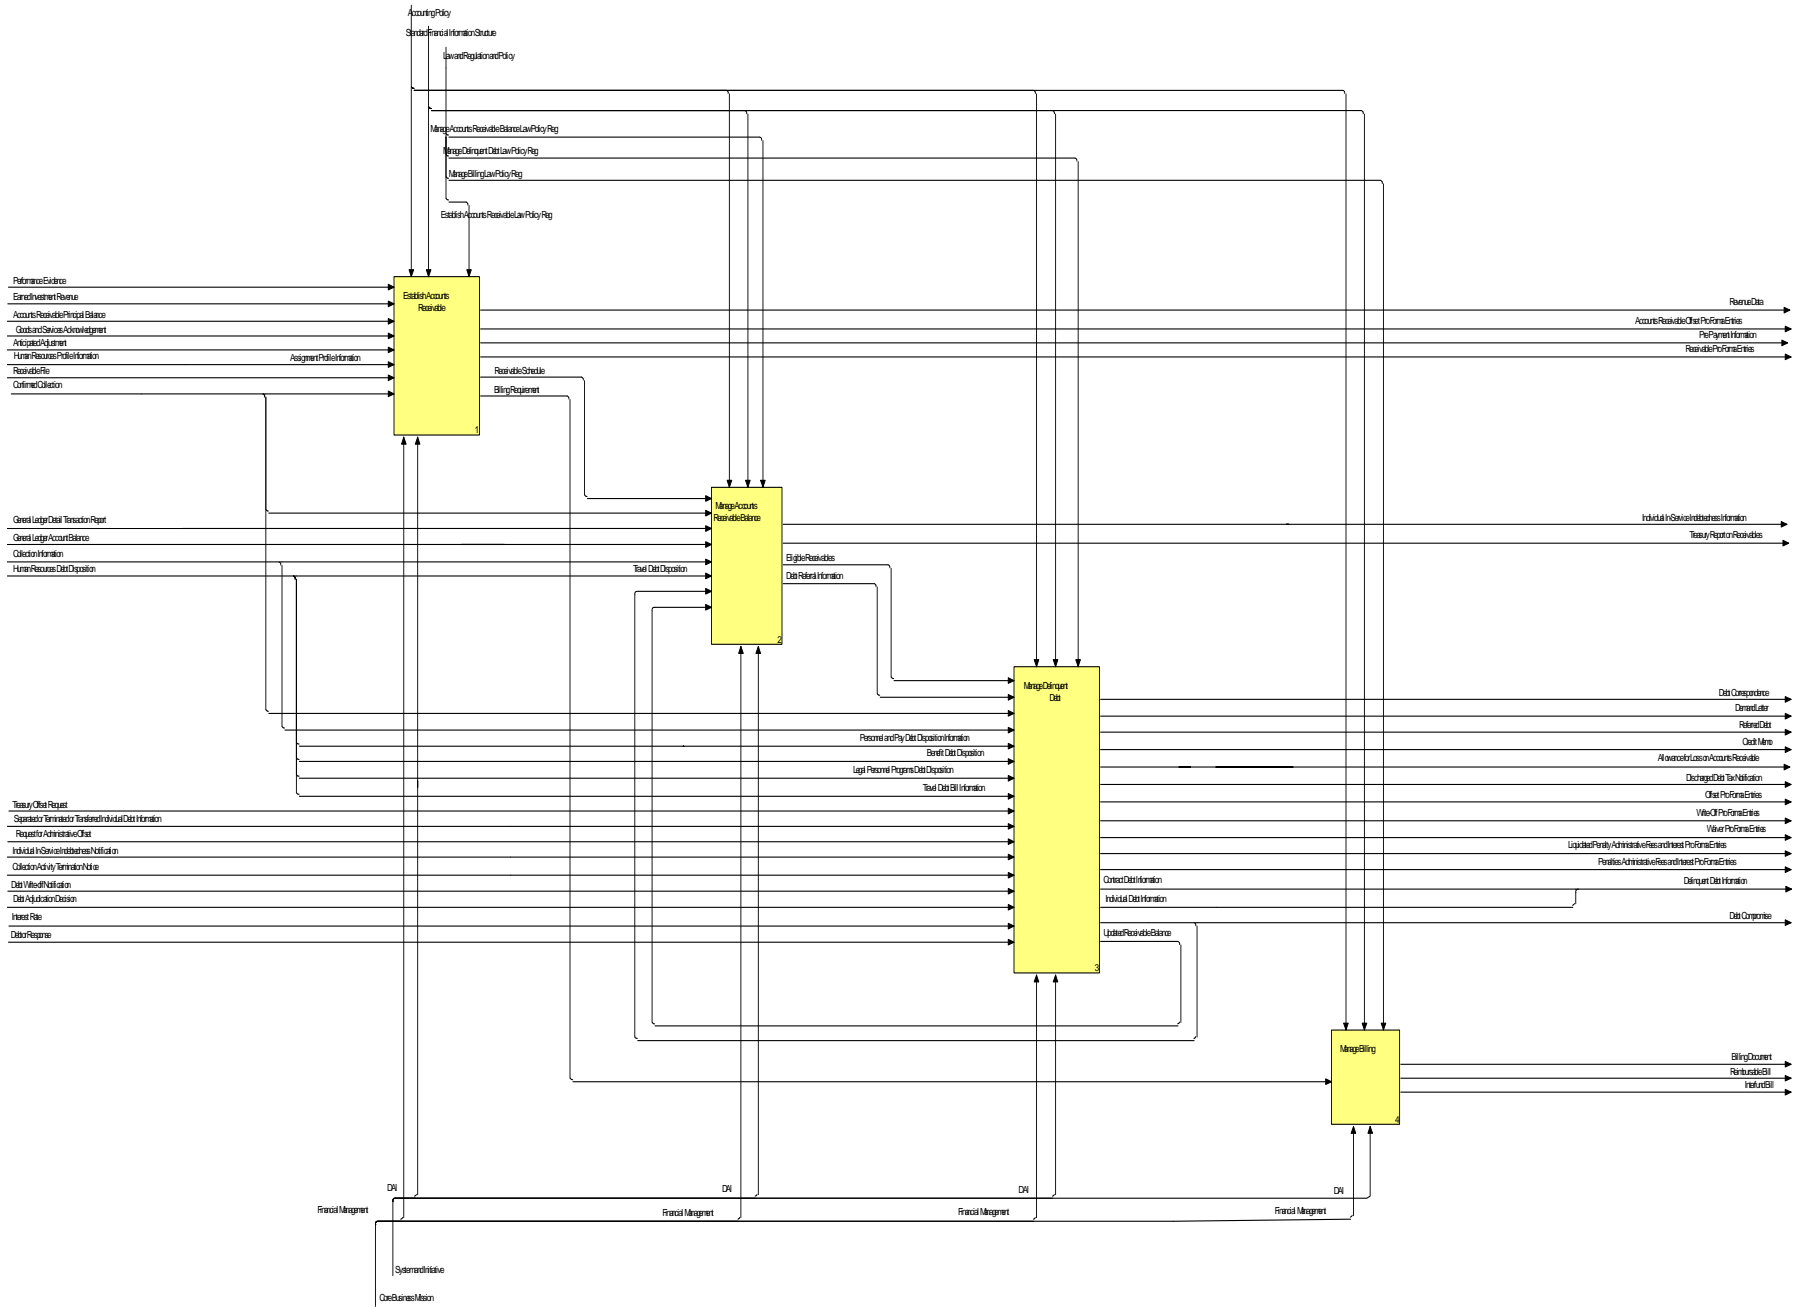 Accounting Policy
Standard Financial Information Structure
Law and Regulation and Policy
Manage Accounts Receivable Balance Law Policy Reg
Manage Delinquent Debt Law Policy Reg
Manage Billing Law Policy Reg
Establish Accounts Receivable Law Policy Reg
Performance Evidence
Earned Investment Revenue
Accounts Receivable Principal Balance
Goods and Services Acknowledgement
Anticipated Adjustment
Human Resources Profile Information
Assignment Profile Information
Receivable File
Confirmed Collection
Establish Accounts
Receivable
1
Revenue Data
Accounts Receivable Offset Pro Forma Entries
Pre Payment Information
Receivable Pro Forma Entries
Receivable Schedule
Billing Requirement
General Ledger Detail Transaction Report
General Ledger Account Balance
Collection Information
Human Resources Debt Disposition
Travel Debt Disposition
Manage Accounts
Receivable Balance
2
Individual In-Service Indebtedness Information
Treasury Report on Receivables
Eligible Receivables
Debt Referral Information
Manage Delinquent
Debt
3
Personnel and Pay Debt Disposition Information
Benefit Debt Disposition
Legal Personnel Programs Debt Disposition
Travel Debt Bill Information
Treasury Offset Request
Separated or Terminated or Transferred Individual Debt Information
Request for Administrative Offset
Individual In-Service Indebtedness Notification
Collection Activity Termination Notice
Debt Write-off Notification
Debt Adjudication Decision
Interest Rate
Debtor Response
Debt Correspondence
Demand Letter
Referred Debt
Credit Memo
Allowance for Loss on Accounts Receivable
Discharged Debt Tax Notification
Offset Pro Forma Entries
Write Off Pro Forma Entries
Waiver Pro Forma Entries
Liquidated Penalty Administrative Fees and Interest Pro Forma Entries
Penalties Administrative Fees and Interest Pro Forma Entries
Contract Debt Information
Delinquent Debt Information
Individual Debt Information
Debt Compromise
Updated Receivable Balance
Manage Billing
4
Billing Document
Reimbursable Bill
Interfund Bill
DAI
DAI
DAI
DAI
Financial Management
Financial Management
Financial Management
Financial Management
System and Initiative
Core Business Mission